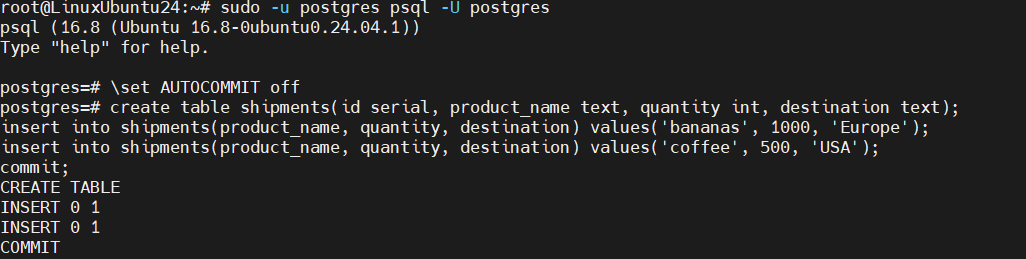 root@LinuxUbuntu24:~# sudo -u postgres psql -U postgres
psql (16.8 (Ubuntu 16.8-0ubuntu0.24.04.1))
Type "help" for help.

postgres=# \set AUTOCOMMIT off
postgres=# create table shipments(id serial, product_name text, quantity int, destination text);
insert into shipments(product_name, quantity, destination) values('bananas', 1000, 'Europe');
insert into shipments(product_name, quantity, destination) values('coffee', 500, 'USA');
commit;
CREATE TABLE
INSERT 0 1
INSERT 0 1
COMMIT